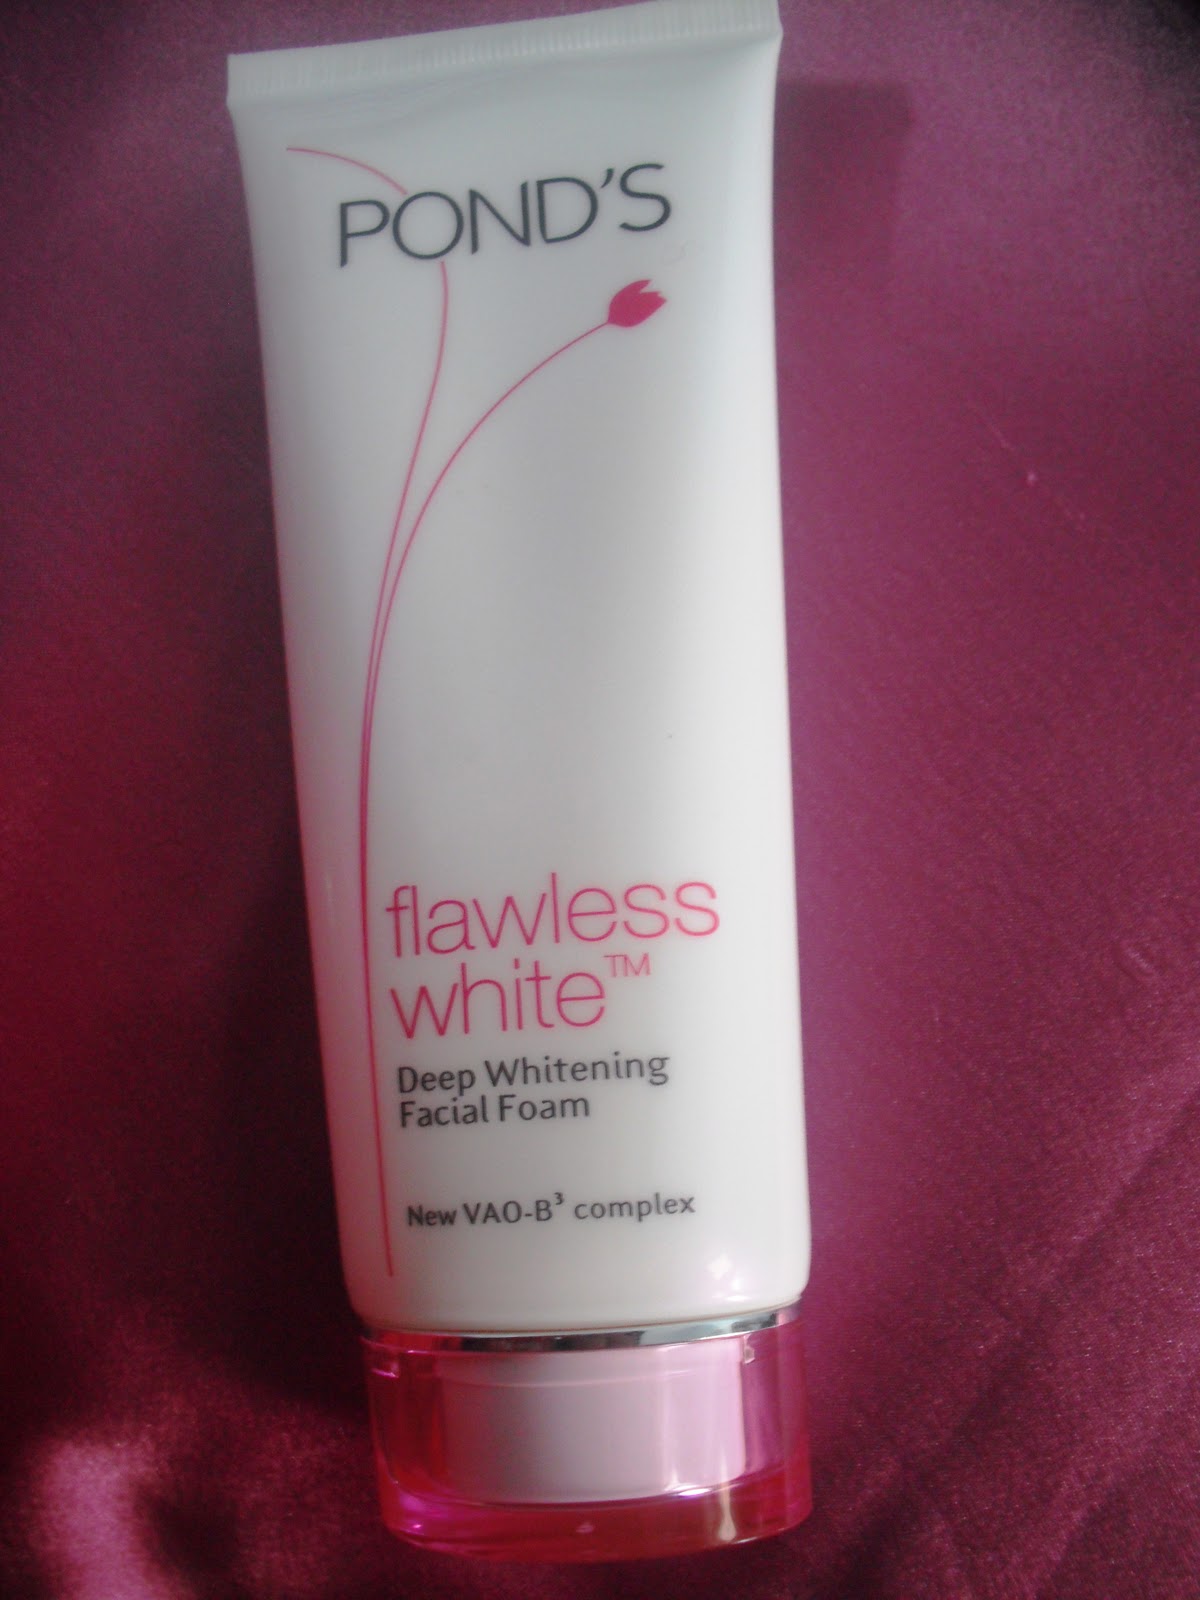 POND'S
flawless
white™
Deep Whitening
Facial Foam
New VAO-B³ complex